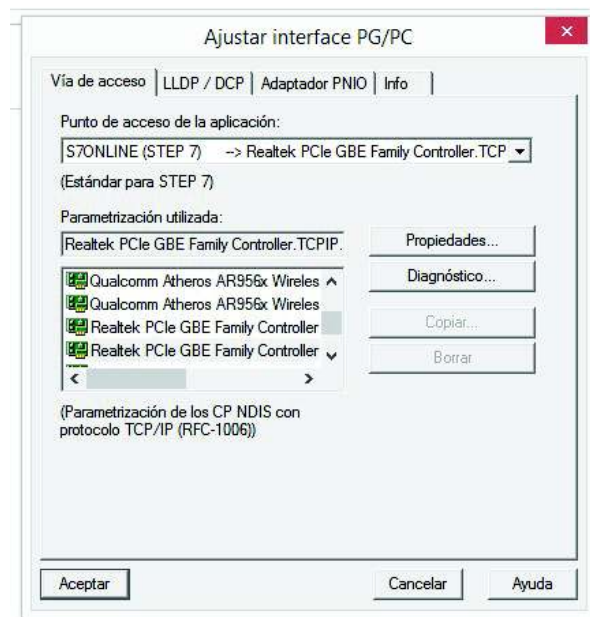 Ajustar interface PG/PC
Vía de acceso LLDP / DCP Adaptador PNIO Info
Punto de acceso de la aplicación:
S7ONLINE (STEP 7) --> Realtek PCIe GBE Family Controller.TCP
(Estándar para STEP 7)
Parametrización utilizada:
Realtek PCIe GBE Family Controller.TCPIP.
Propiedades...
Qualcomm Atheros AR956x Wireles
Diagnóstico...
Qualcomm Atheros AR956x Wireles
Realtek PCIe GBE Family Controller
Copiar...
Realtek PCIe GBE Family Controller
Borrar
(Parametrización de los CP NDIS con
protocolo TCP/IP (RFC-1006))
Aceptar Cancelar Ayuda